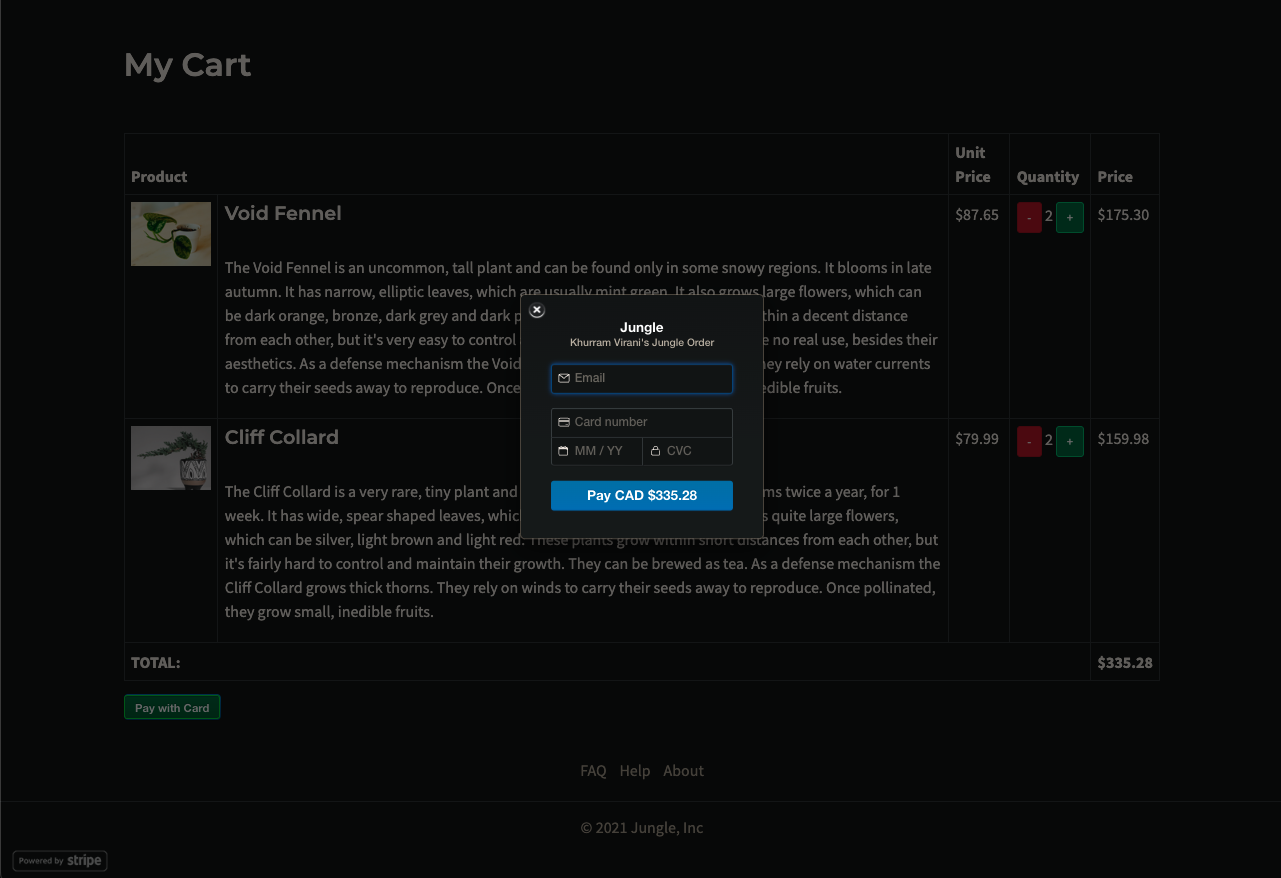 My Cart
Product
Unit Price
Quantity
Price
Void Fennel
$87.65
- 2 +
$175.30
The Void Fennel is an uncommon, tall plant and can be found only in some snowy regions. It blooms in late
autumn. It has narrow, elliptic leaves, which are usually mint green. It also grows large flowers, which can
be dark orange, bronze, dark grey and dark
thin a decent distance
from each other, but it's very easy to control
no real use, besides their
aesthetics. As a defense mechanism the Void
hey rely on water currents
to carry their seeds away to reproduce. Once
edible fruits.
Jungle
Khurram Virani's Jungle Order
Email
Card number
MM / YY
CVC
Pay CAD $335.28
Cliff Collard
$79.99
- 2 +
$159.98
The Cliff Collard is a very rare, tiny plant and
ms twice a year, for 1
week. It has wide, spear shaped leaves,
s quite large flowers,
which can be silver, light brown and light red. These plants grow within short distances from each other, but
it's fairly hard to control and maintain their growth. They can be brewed as tea. As a defense mechanism the
Cliff Collard grows thick thorns. They rely on winds to carry their seeds away to reproduce. Once pollinated,
they grow small, inedible fruits.
TOTAL:
$335.28
Pay with Card
FAQ Help About
© 2021 Jungle, Inc
Powered by stripe